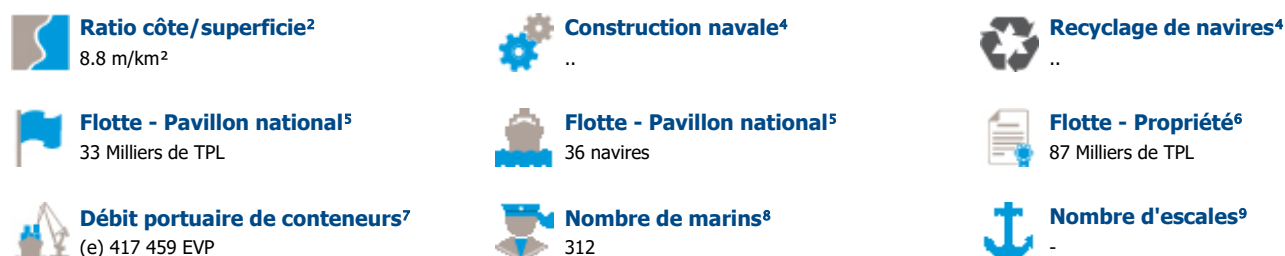 Ratio côte/superficie²
8.8 m/km²
Construction navale⁴
..
Recyclage de navires⁴
..
Flotte - Pavillon national⁵
33 Milliers de TPL
Flotte - Pavillon national⁵
36 navires
Flotte - Propriété⁶
87 Milliers de TPL
Débit portuaire de conteneurs⁷
(e) 417 459 EVP
Nombre de marins⁸
312
Nombre d'escales⁹
-